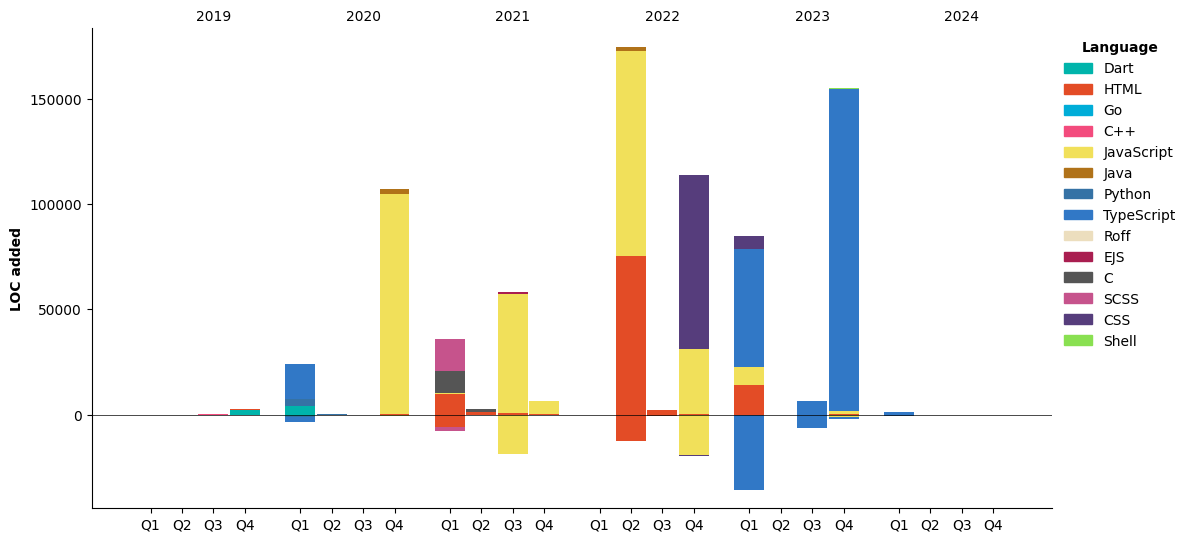 2019 2020 2021 2022 2023 2024
LOC added
150000
100000
50000
0
Language
Dart
HTML
Go
C++
JavaScript
Java
Python
TypeScript
Roff
EJS
C
SCSS
CSS
Shell
Q1 Q2 Q3 Q4 Q1 Q2 Q3 Q4 Q1 Q2 Q3 Q4 Q1 Q2 Q3 Q4 Q1 Q2 Q3 Q4 Q1 Q2 Q3 Q4